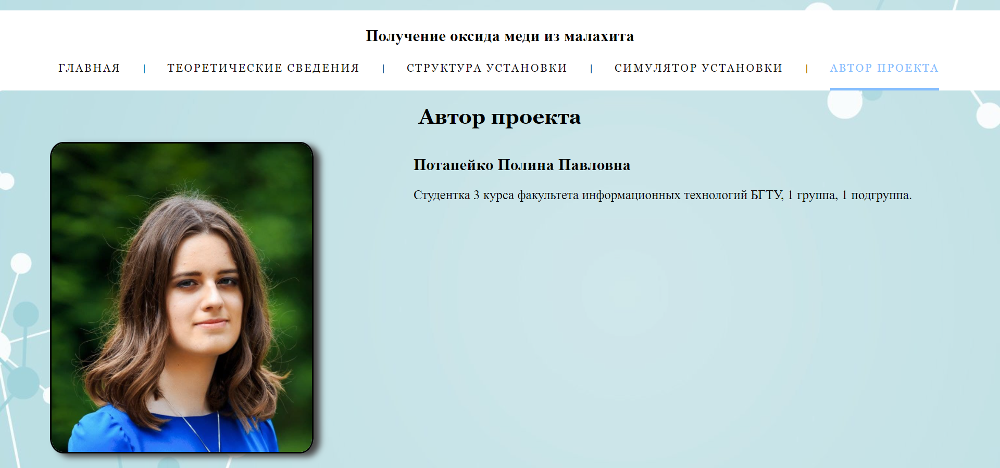 Получение оксида меди из малахита
ГЛАВНАЯ | ТЕОРЕТИЧЕСКИЕ СВЕДЕНИЯ | СТРУКТУРА УСТАНОВКИ | СИМУЛЯТОР УСТАНОВКИ | АВТОР ПРОЕКТА
Автор проекта
Потапейко Полина Павловна
Студентка 3 курса факультета информационных технологий БГТУ, 1 группа, 1 подгруппа.